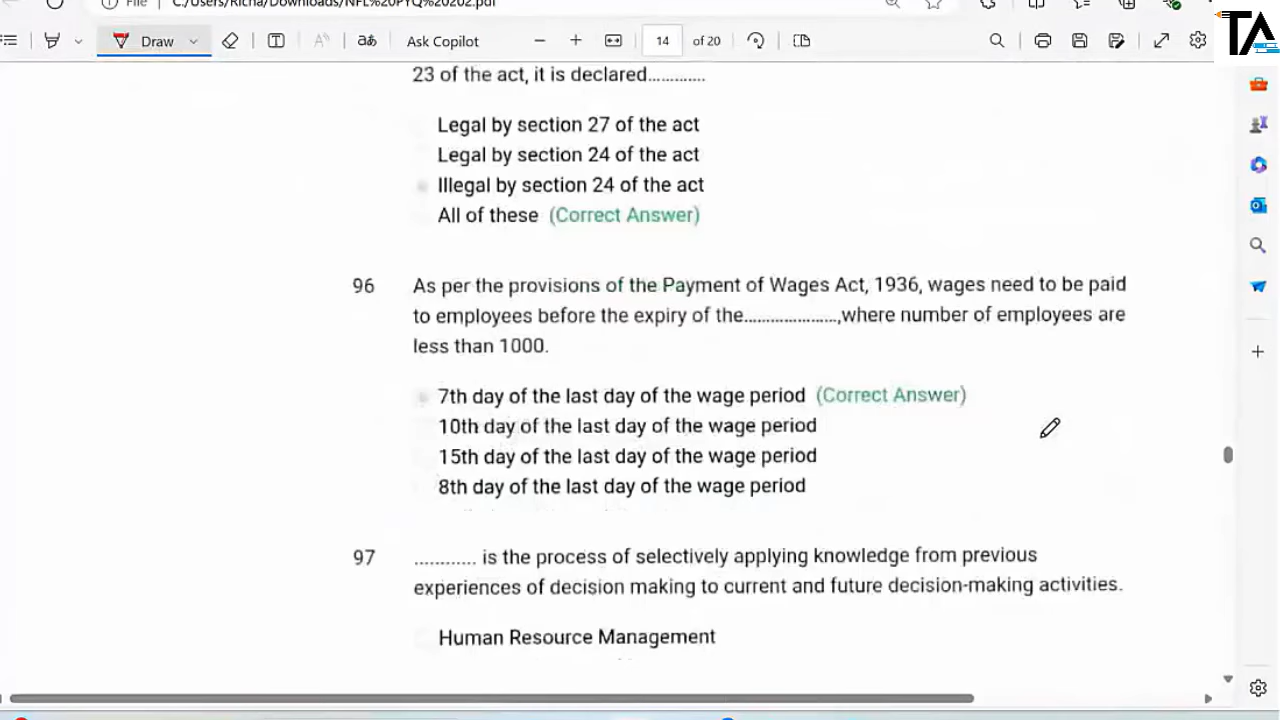 File C:/Users/Richa/Downloads/NFL%20PYQ%20202.pdf
Draw
Ask Copilot
14 of 20
TA
23 of the act, it is declared.............
Legal by section 27 of the act
Legal by section 24 of the act
Illegal by section 24 of the act
All of these (Correct Answer)
96 As per the provisions of the Payment of Wages Act, 1936, wages need to be paid
to employees before the expiry of the.....................,where number of employees are
less than 1000.
7th day of the last day of the wage period (Correct Answer)
10th day of the last day of the wage period
15th day of the last day of the wage period
8th day of the last day of the wage period
97 ............ is the process of selectively applying knowledge from previous
experiences of decision making to current and future decision-making activities.
Human Resource Management